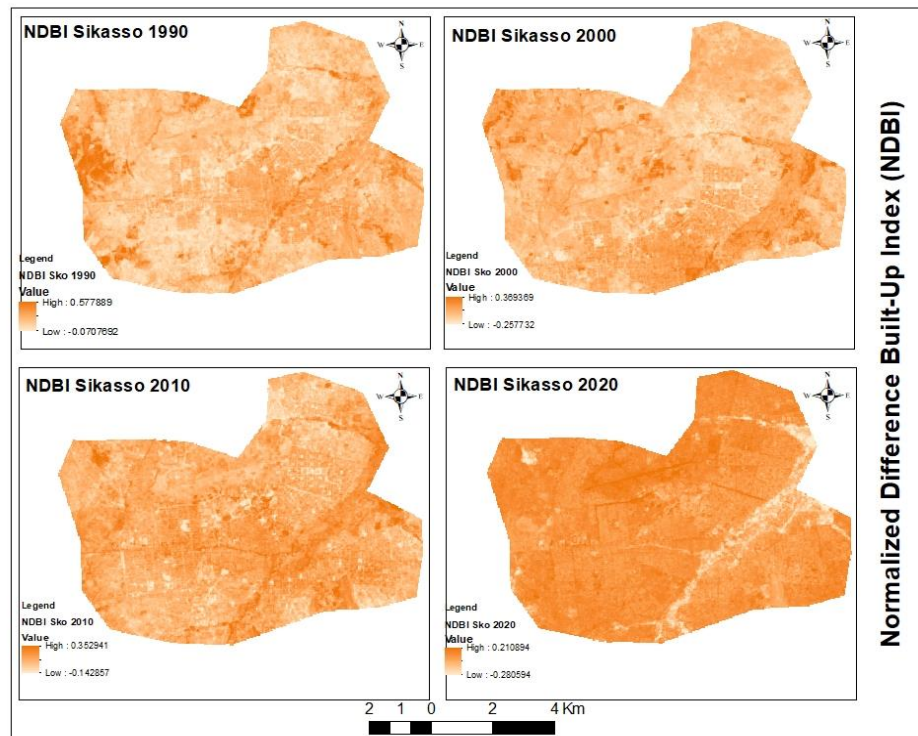 NDBI Sikasso 1990
N
W
E
S
Legend
NDBI Sko 1990
Value
High : 0.577889
Low : -0.0707692
NDBI Sikasso 2000
N
W
E
S
Legend
NDBI Sko 2000
Value
High : 0.369369
Low : -0.257732
NDBI Sikasso 2010
N
W
E
S
Legend
NDBI Sko 2010
Value
High : 0.352941
Low : -0.142857
NDBI Sikasso 2020
N
W
E
S
Legend
NDBI Sko 2020
Value
High : 0.210894
Low : -0.280594
Normalized Difference Built-Up Index (NDBI)
2 1 0 2 4 Km